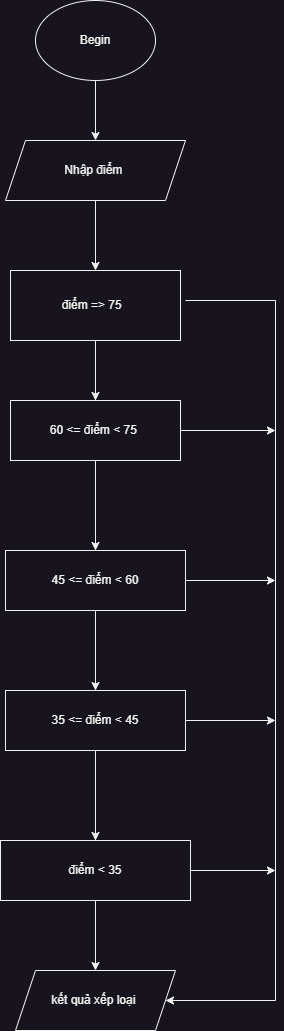 Begin
Nhập điểm
điểm => 75
60 <= điểm < 75
45 <= điểm < 60
35 <= điểm < 45
điểm < 35
kết quả xếp loại